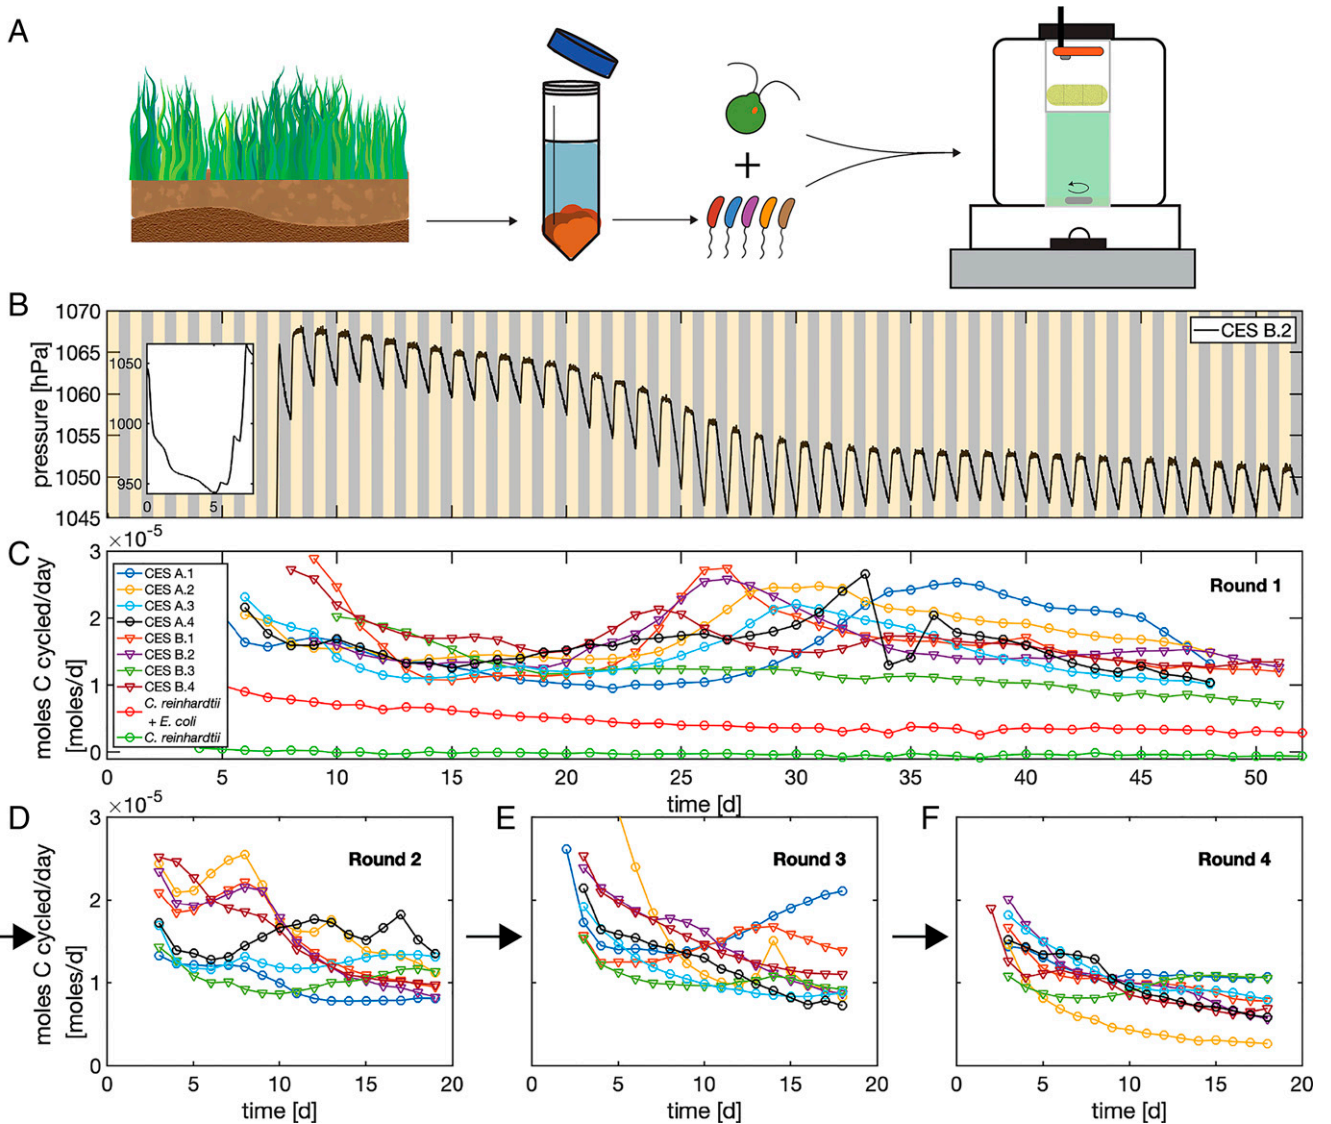 A
B
1070
1065
1060
1055
1050
1045
pressure [hPa]
1050
1000
950
0
5
CES B.2
C
×10⁻⁵
3
2
1
0
moles C cycled/day
[moles/d]
CES A.1
CES A.2
CES A.3
CES A.4
CES B.1
CES B.2
CES B.3
CES B.4
C. reinhardtii
+ E. coli
C. reinhardtii
Round 1
0 5 10 15 20 25 30 35 40 45 50
time [d]
D
×10⁻⁵
3
2
1
0
moles C cycled/day
[moles/d]
Round 2
0 5 10 15 20
time [d]
E
Round 3
0 5 10 15 20
time [d]
F
Round 4
0 5 10 15 20
time [d]